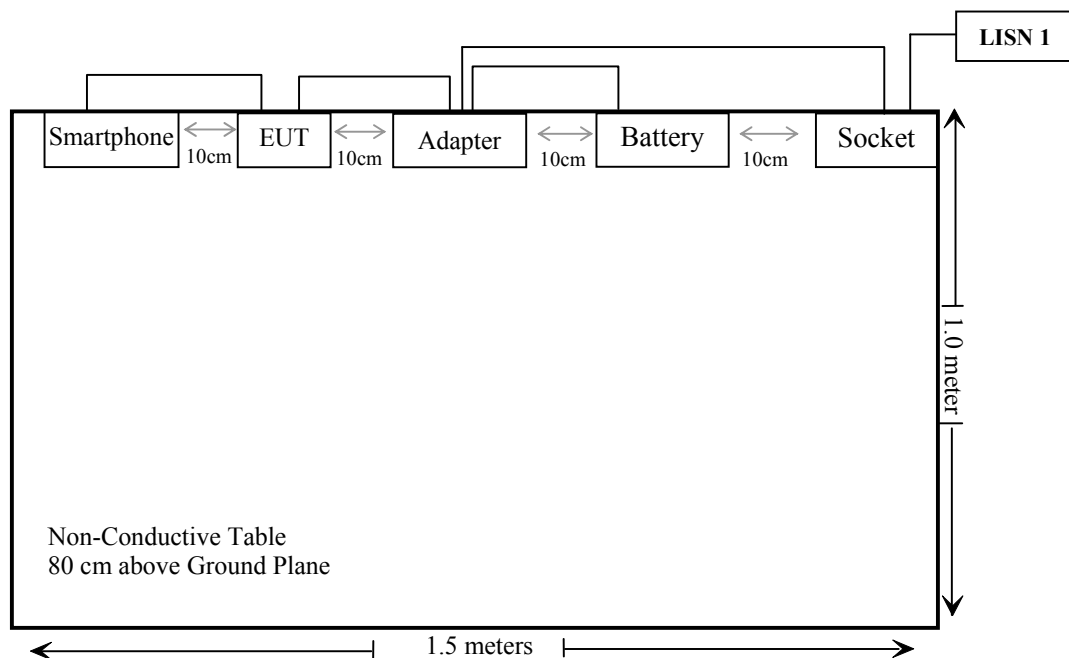 LISN 1
Smartphone
EUT
Adapter
Battery
Socket
10cm
10cm
10cm
10cm
1.0 meter
Non-Conductive Table
80 cm above Ground Plane
1.5 meters